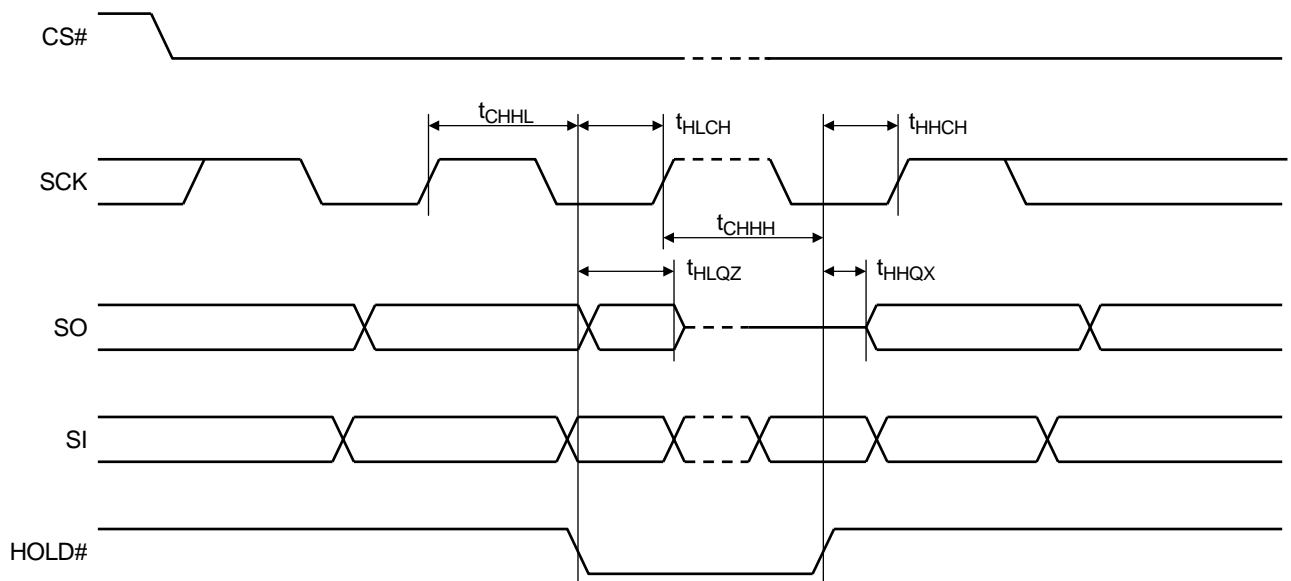 CS#
tCHHL
tHLCH
tHHCH
SCK
tCHHH
tHLQZ
tHHQX
SO
SI
HOLD#